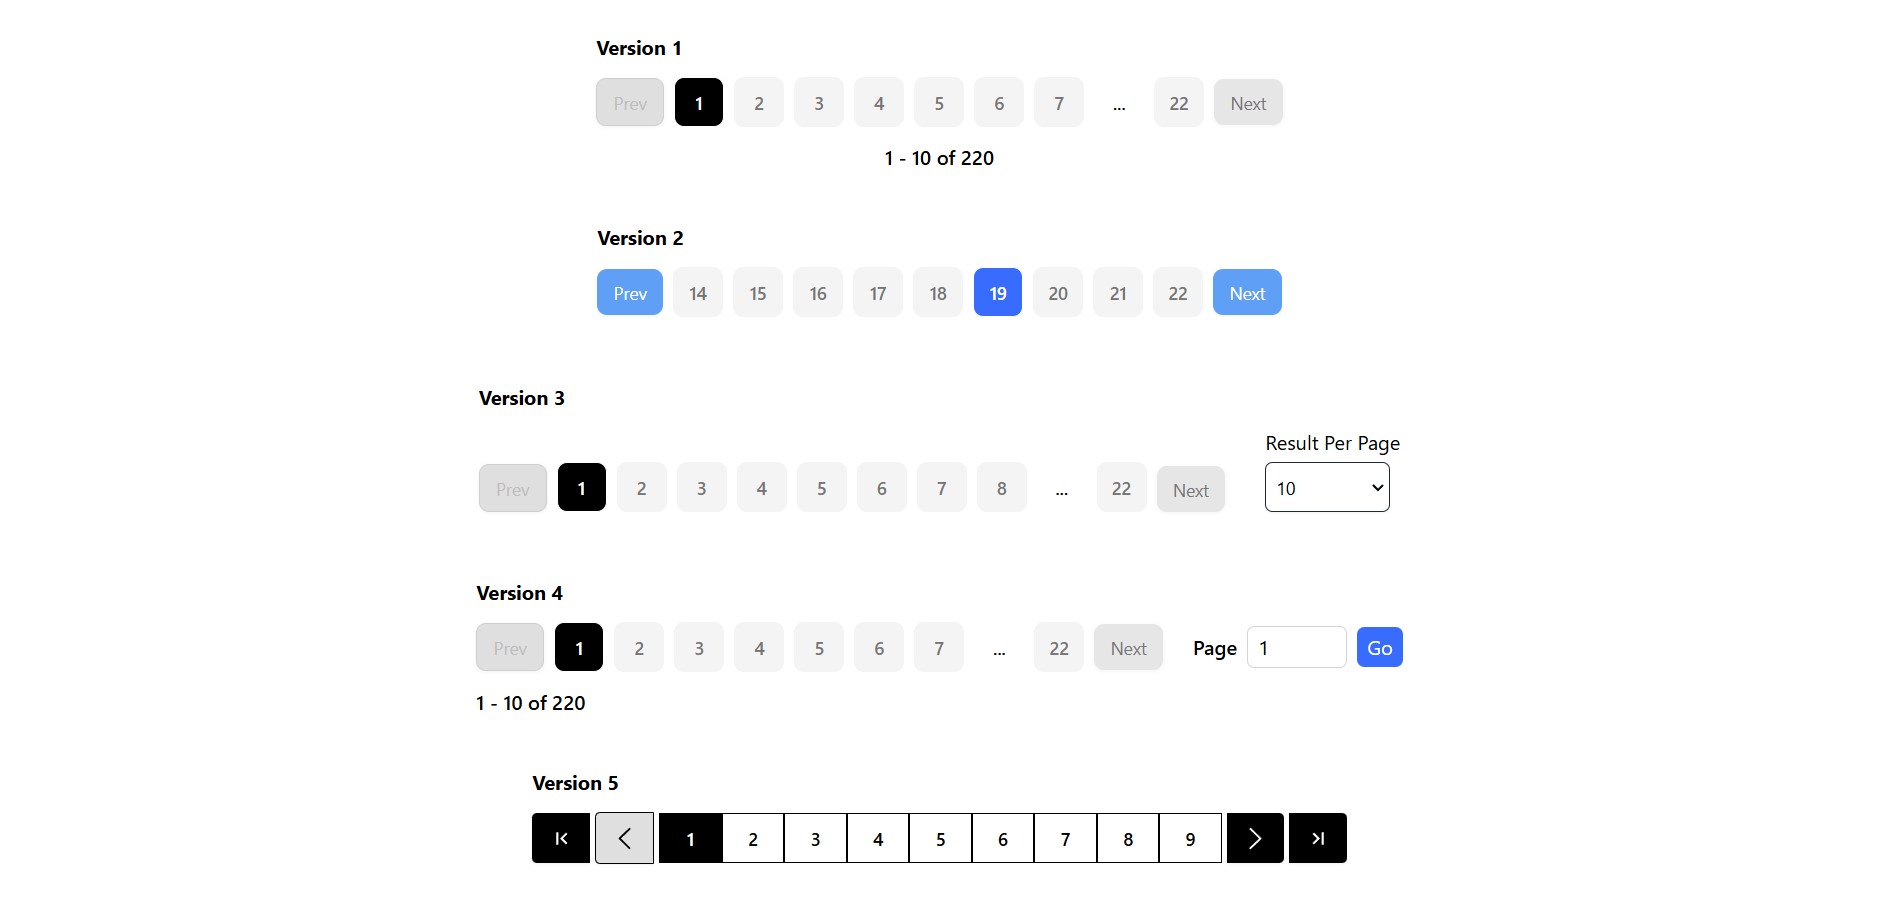 Version 1
Prev 1 2 3 4 5 6 7 ... 22 Next
1 - 10 of 220
Version 2
Prev 14 15 16 17 18 19 20 21 22 Next
Version 3
Result Per Page
Prev 1 2 3 4 5 6 7 8 ... 22 Next 10
Version 4
Prev 1 2 3 4 5 6 7 ... 22 Next Page 1 Go
1 - 10 of 220
Version 5
1 2 3 4 5 6 7 8 9